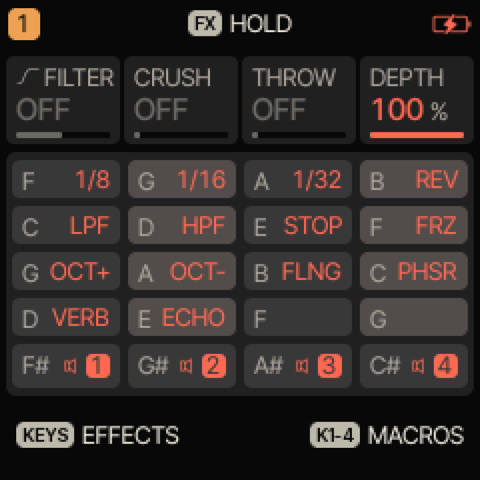 1 FX HOLD
FILTER CRUSH THROW DEPTH
OFF OFF OFF 100 %
F 1/8 G 1/16 A 1/32 B REV
C LPF D HPF E STOP F FRZ
G OCT+ A OCT- B FLNG C PHSR
D VERB E ECHO F G
F# 1 G# 2 A# 3 C# 4
KEYS EFFECTS K1-4 MACROS